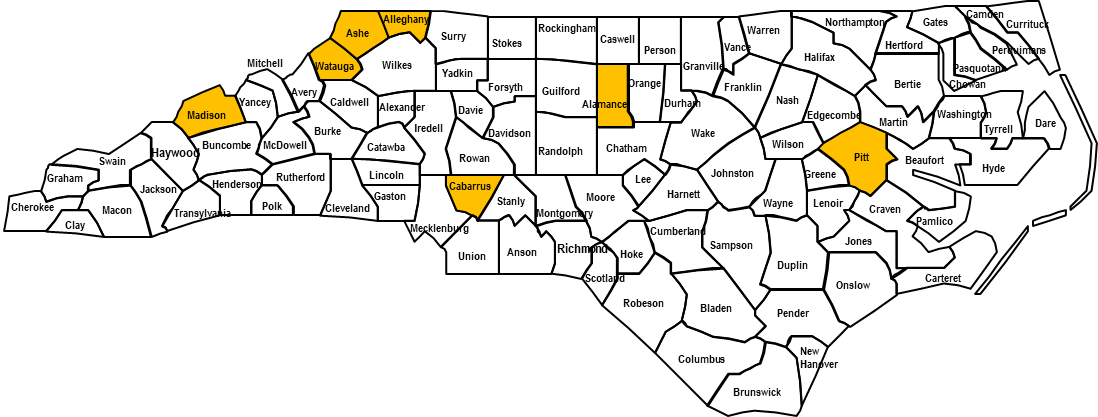 Alleghany
Ashe
Surry
Stokes
Rockingham
Caswell
Person
Granville
Vance
Warren
Northampton
Gates
Camden
Currituck
Hertford
Perquimans
Pasquotank
Chowan
Halifax
Bertie
Watauga
Wilkes
Yadkin
Forsyth
Guilford
Alamance
Orange
Durham
Franklin
Nash
Edgecombe
Martin
Washington
Tyrrell
Dare
Mitchell
Avery
Yancey
Caldwell
Alexander
Iredell
Davie
Davidson
Madison
Buncombe
McDowell
Burke
Catawba
Rowan
Randolph
Chatham
Wake
Wilson
Pitt
Beaufort
Hyde
Swain
Haywood
Graham
Jackson
Henderson
Rutherford
Lincoln
Gaston
Cabarrus
Stanly
Moore
Lee
Harnett
Johnston
Greene
Wayne
Lenoir
Craven
Pamlico
Cherokee
Macon
Clay
Transylvania
Polk
Cleveland
Mecklenburg
Union
Anson
Montgomery
Richmond
Scotland
Hoke
Cumberland
Sampson
Duplin
Jones
Onslow
Carteret
Robeson
Bladen
Pender
Columbus
New
Hanover
Brunswick